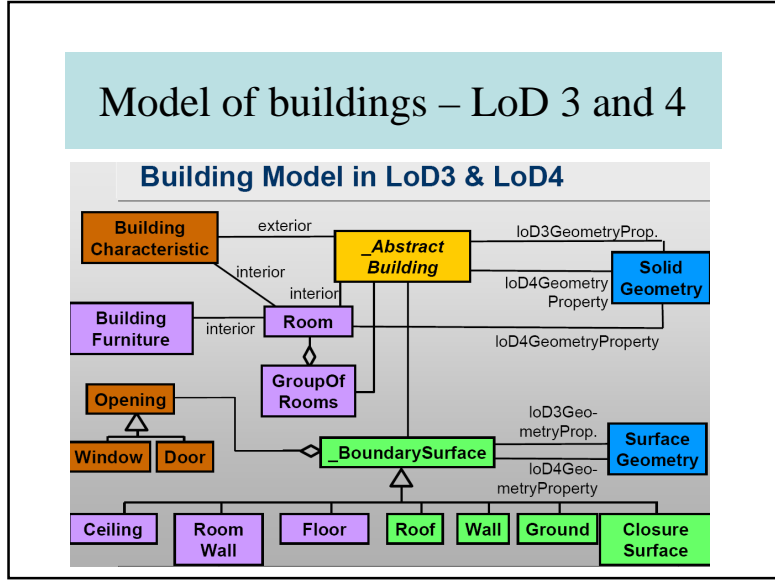 Model of buildings – LoD 3 and 4
Building Model in LoD3 & LoD4
Building
Characteristic
exterior
_Abstract
Building
loD3GeometryProp.
Solid
Geometry
interior
interior
loD4Geometry
Property
Building
Furniture
interior
Room
loD4GeometryProperty
GroupOf
Rooms
Opening
Window
Door
_BoundarySurface
loD3Geo-
metryProp.
loD4Geo-
metryProperty
Surface
Geometry
Ceiling
Room
Wall
Floor
Roof
Wall
Ground
Closure
Surface